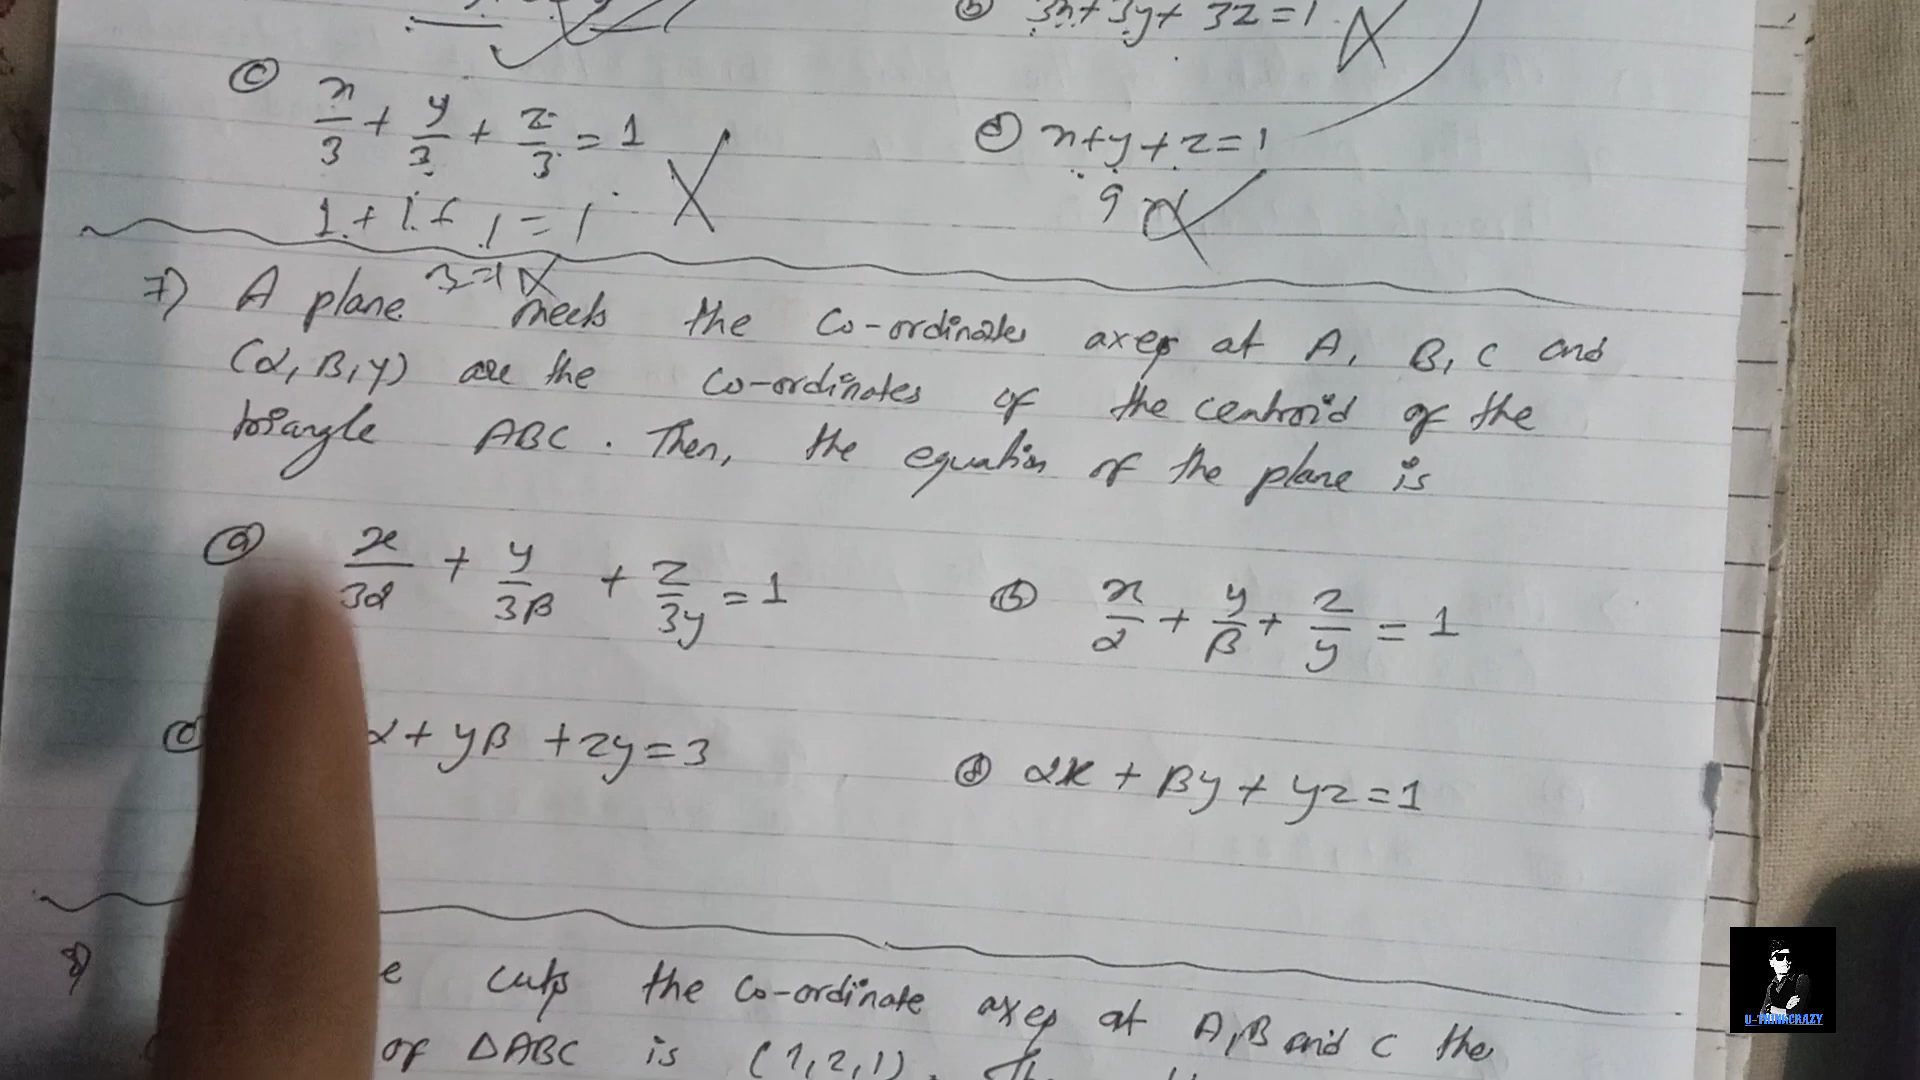 (b) 3x+3y+3z=1
(c) x/3 + y/3 + z/3 = 1
(d) x+y+z=1
1+1+1=1
9
3=1
7) A plane meets the Co-ordinates axes at A, B, C and
(α,β,γ) are the Co-ordinates of the centroid of the
triangle ABC. Then, the equation of the plane is
(a) x/3α + y/3β + z/3γ = 1
(b) x/α + y/β + z/γ = 1
(c) α + yβ + zγ = 3
(d) αx + βy + γz = 1
8) cuts the Co-ordinate axes at A,B and C the
of ΔABC is (1,2,1).
U-THINKCRAZY